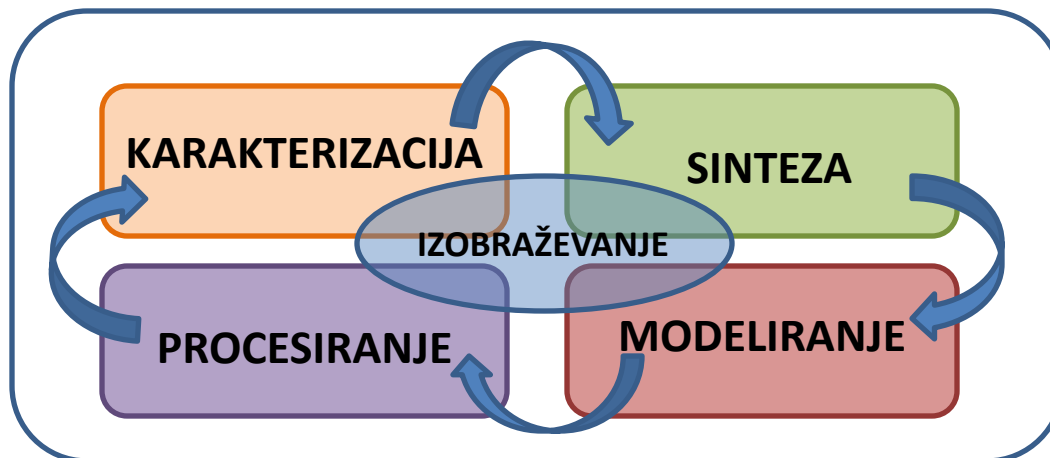 KARAKTERIZACIJA
SINTEZA
IZOBRAŽEVANJE
PROCESIRANJE
MODELIRANJE